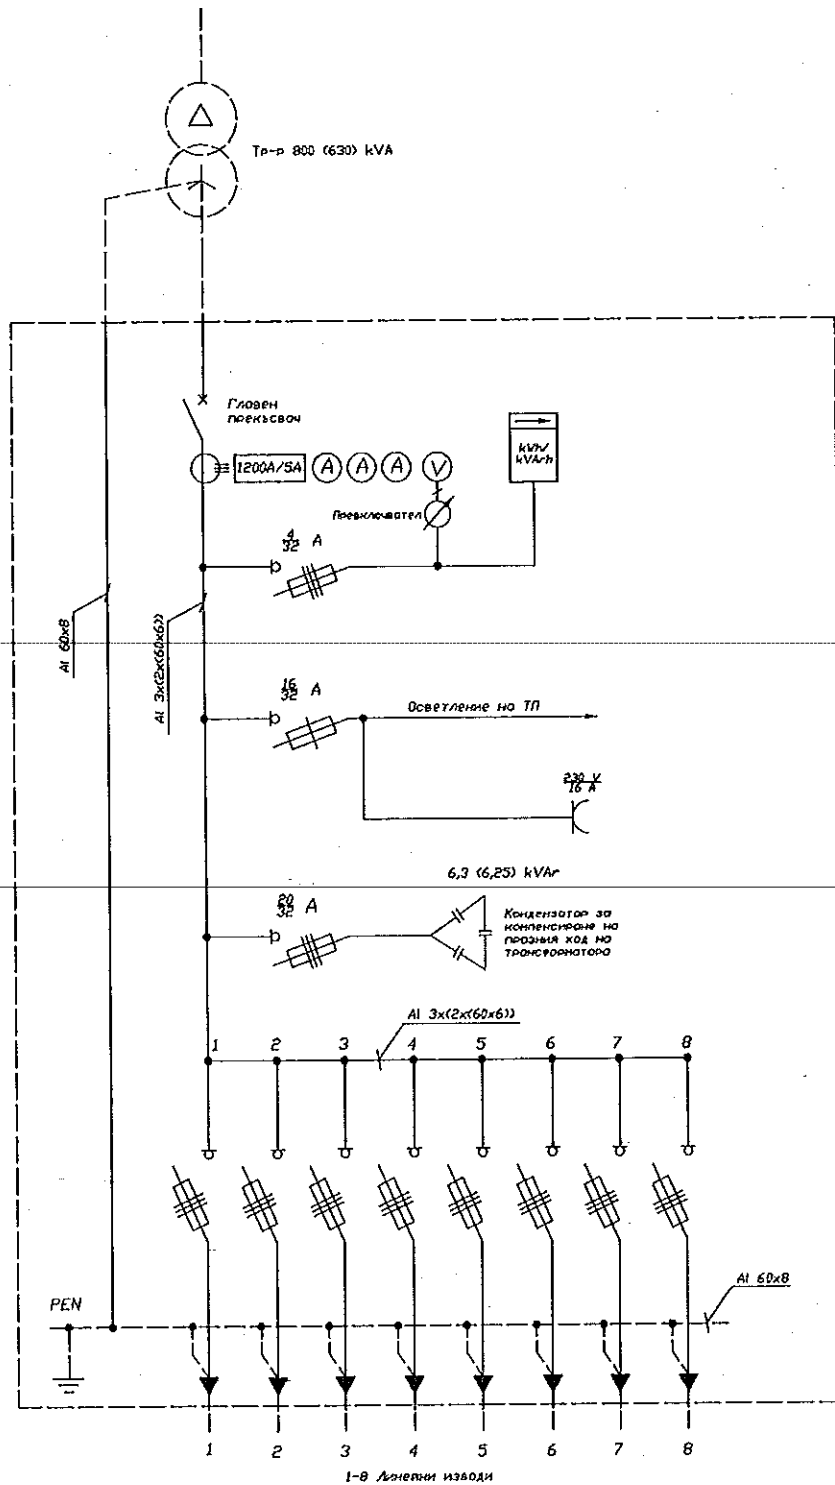 Тр-р 800 (630) kVA
Главен
прекъсвач
1200A/5A
A
A
A
V
kWh/
kVArh
Превключвател
4
32
A
Al 60x8
Al 3x(2x(60x6))
16
32
A
Осветление на ТП
230 V
16 A
6,3 (6,25) kVAr
20
32
A
Кондензатор за
компенсиране на
празния ход на
трансформатора
Al 3x(2x(60x6))
1 2 3 4 5 6 7 8
Al 60x8
PEN
1 2 3 4 5 6 7 8
1-8 Линейни изводи